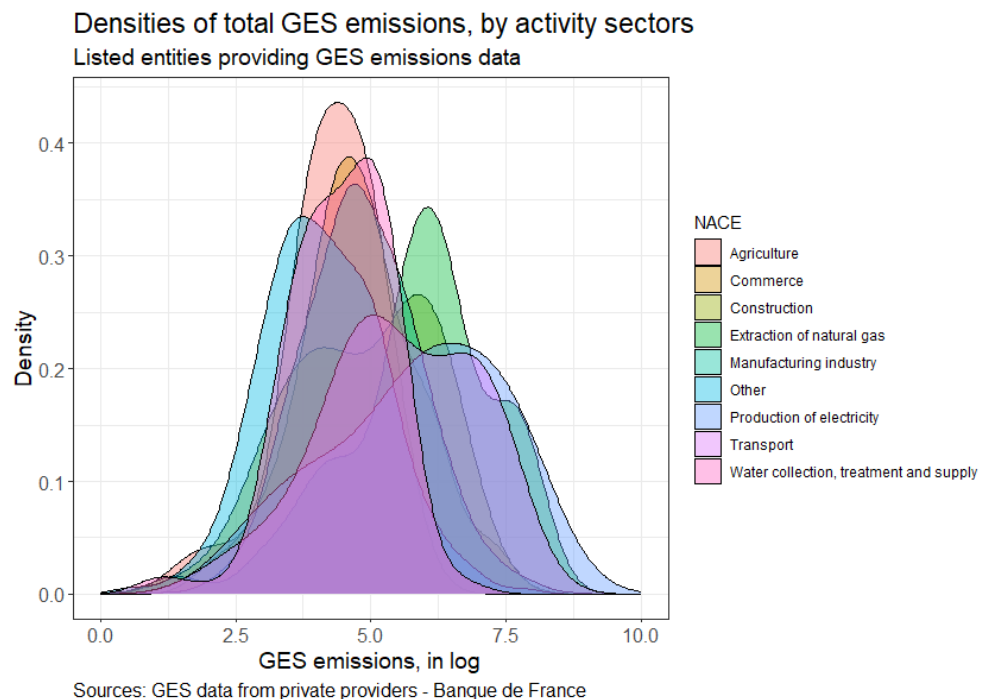 Densities of total GES emissions, by activity sectors
Listed entities providing GES emissions data
Density
0.4
0.3
0.2
0.1
0.0
0.0 2.5 5.0 7.5 10.0
GES emissions, in log
NACE
Agriculture
Commerce
Construction
Extraction of natural gas
Manufacturing industry
Other
Production of electricity
Transport
Water collection, treatment and supply
Sources: GES data from private providers - Banque de France